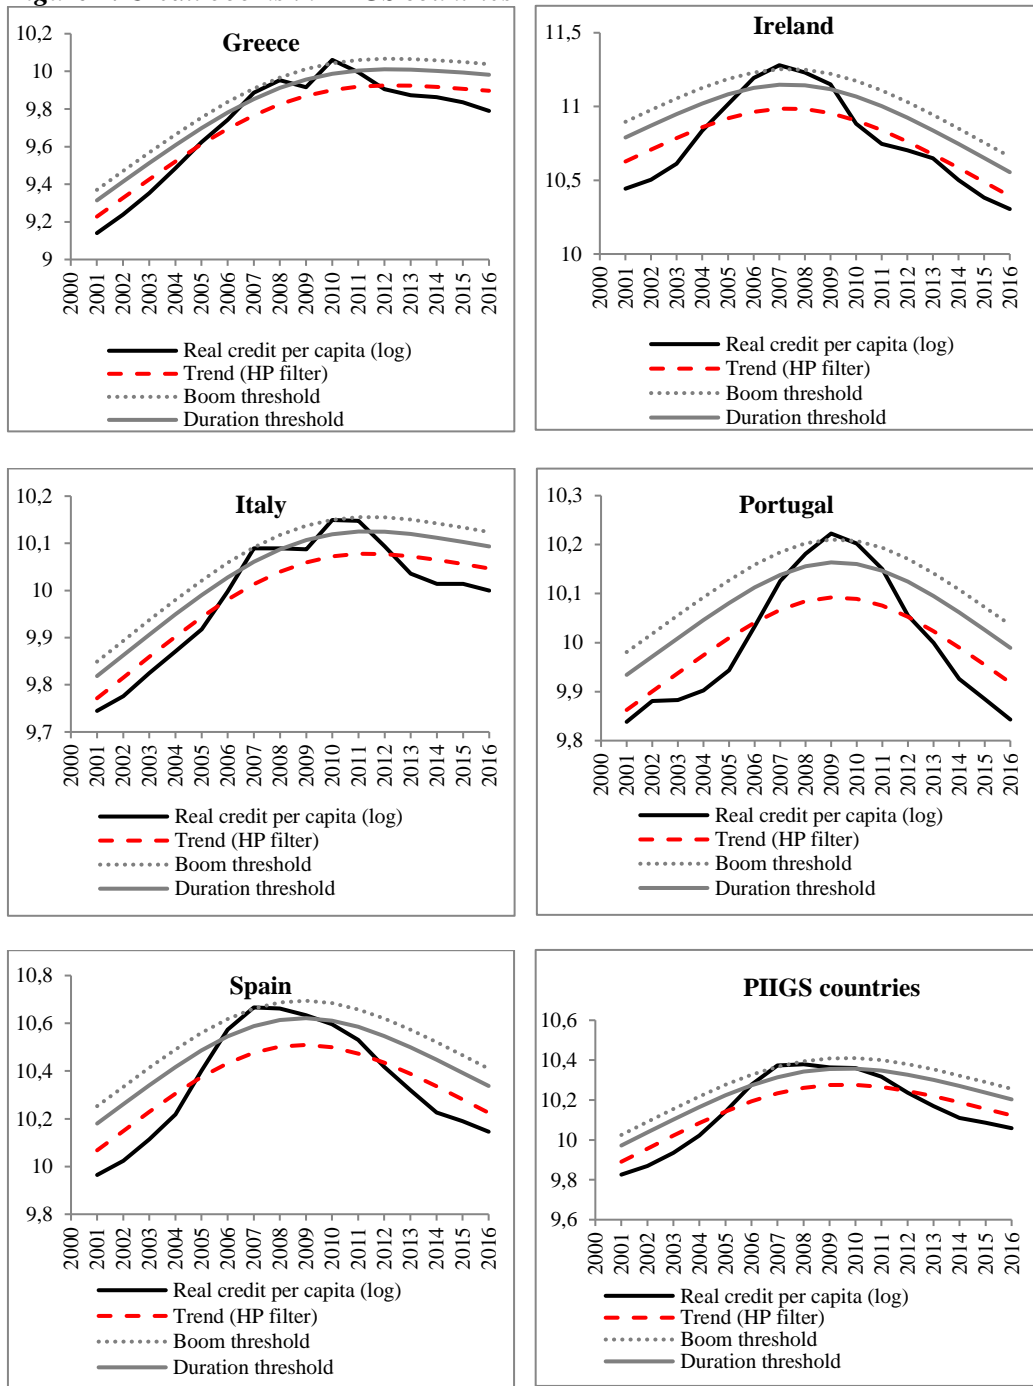 Figure Credit booms in PIIGS countries
Greece
10,2
10
9,8
9,6
9,4
9,2
9
2000 2001 2002 2003 2004 2005 2006 2007 2008 2009 2010 2011 2012 2013 2014 2015 2016
Real credit per capita (log)
Trend (HP filter)
Boom threshold
Duration threshold
Ireland
11,5
11
10,5
10
2000 2001 2002 2003 2004 2005 2006 2007 2008 2009 2010 2011 2012 2013 2014 2015 2016
Real credit per capita (log)
Trend (HP filter)
Boom threshold
Duration threshold
Italy
10,2
10,1
10
9,9
9,8
9,7
2000 2001 2002 2003 2004 2005 2006 2007 2008 2009 2010 2011 2012 2013 2014 2015 2016
Real credit per capita (log)
Trend (HP filter)
Boom threshold
Duration threshold
Portugal
10,3
10,2
10,1
10
9,9
9,8
2000 2001 2002 2003 2004 2005 2006 2007 2008 2009 2010 2011 2012 2013 2014 2015 2016
Real credit per capita (log)
Trend (HP filter)
Boom threshold
Duration threshold
Spain
10,8
10,6
10,4
10,2
10
9,8
2000 2001 2002 2003 2004 2005 2006 2007 2008 2009 2010 2011 2012 2013 2014 2015 2016
Real credit per capita (log)
Trend (HP filter)
Boom threshold
Duration threshold
PIIGS countries
10,6
10,4
10,2
10
9,8
9,6
2000 2001 2002 2003 2004 2005 2006 2007 2008 2009 2010 2011 2012 2013 2014 2015 2016
Real credit per capita (log)
Trend (HP filter)
Boom threshold
Duration threshold